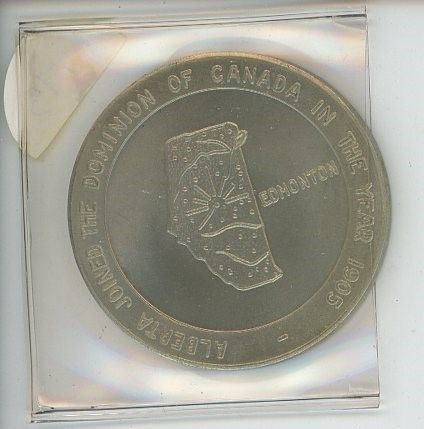 ALBERTA JOINED THE DOMINION OF CANADA IN THE YEAR 1905 -
EDMONTON